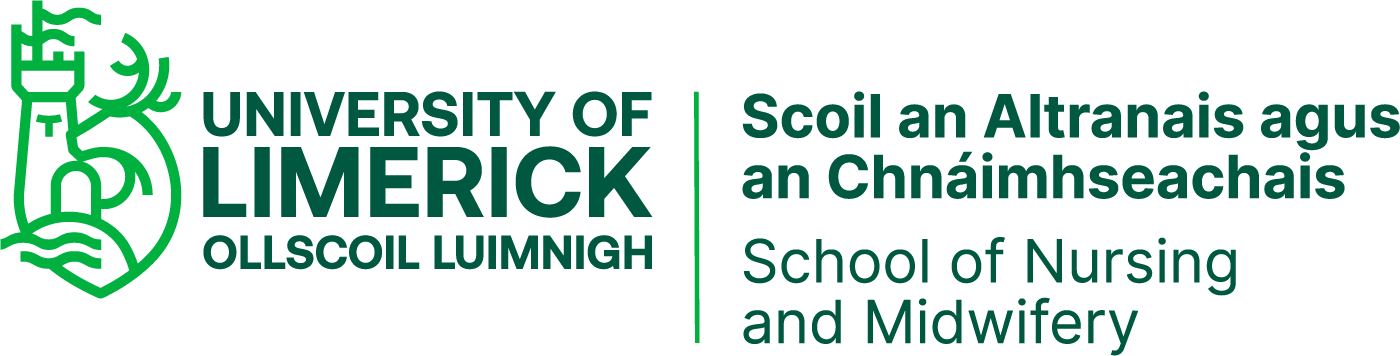 UNIVERSITY OF
LIMERICK
OLLSCOIL LUIMNIGH
Scoil an Altranais agus
an Chnáimhseachais
School of Nursing
and Midwifery